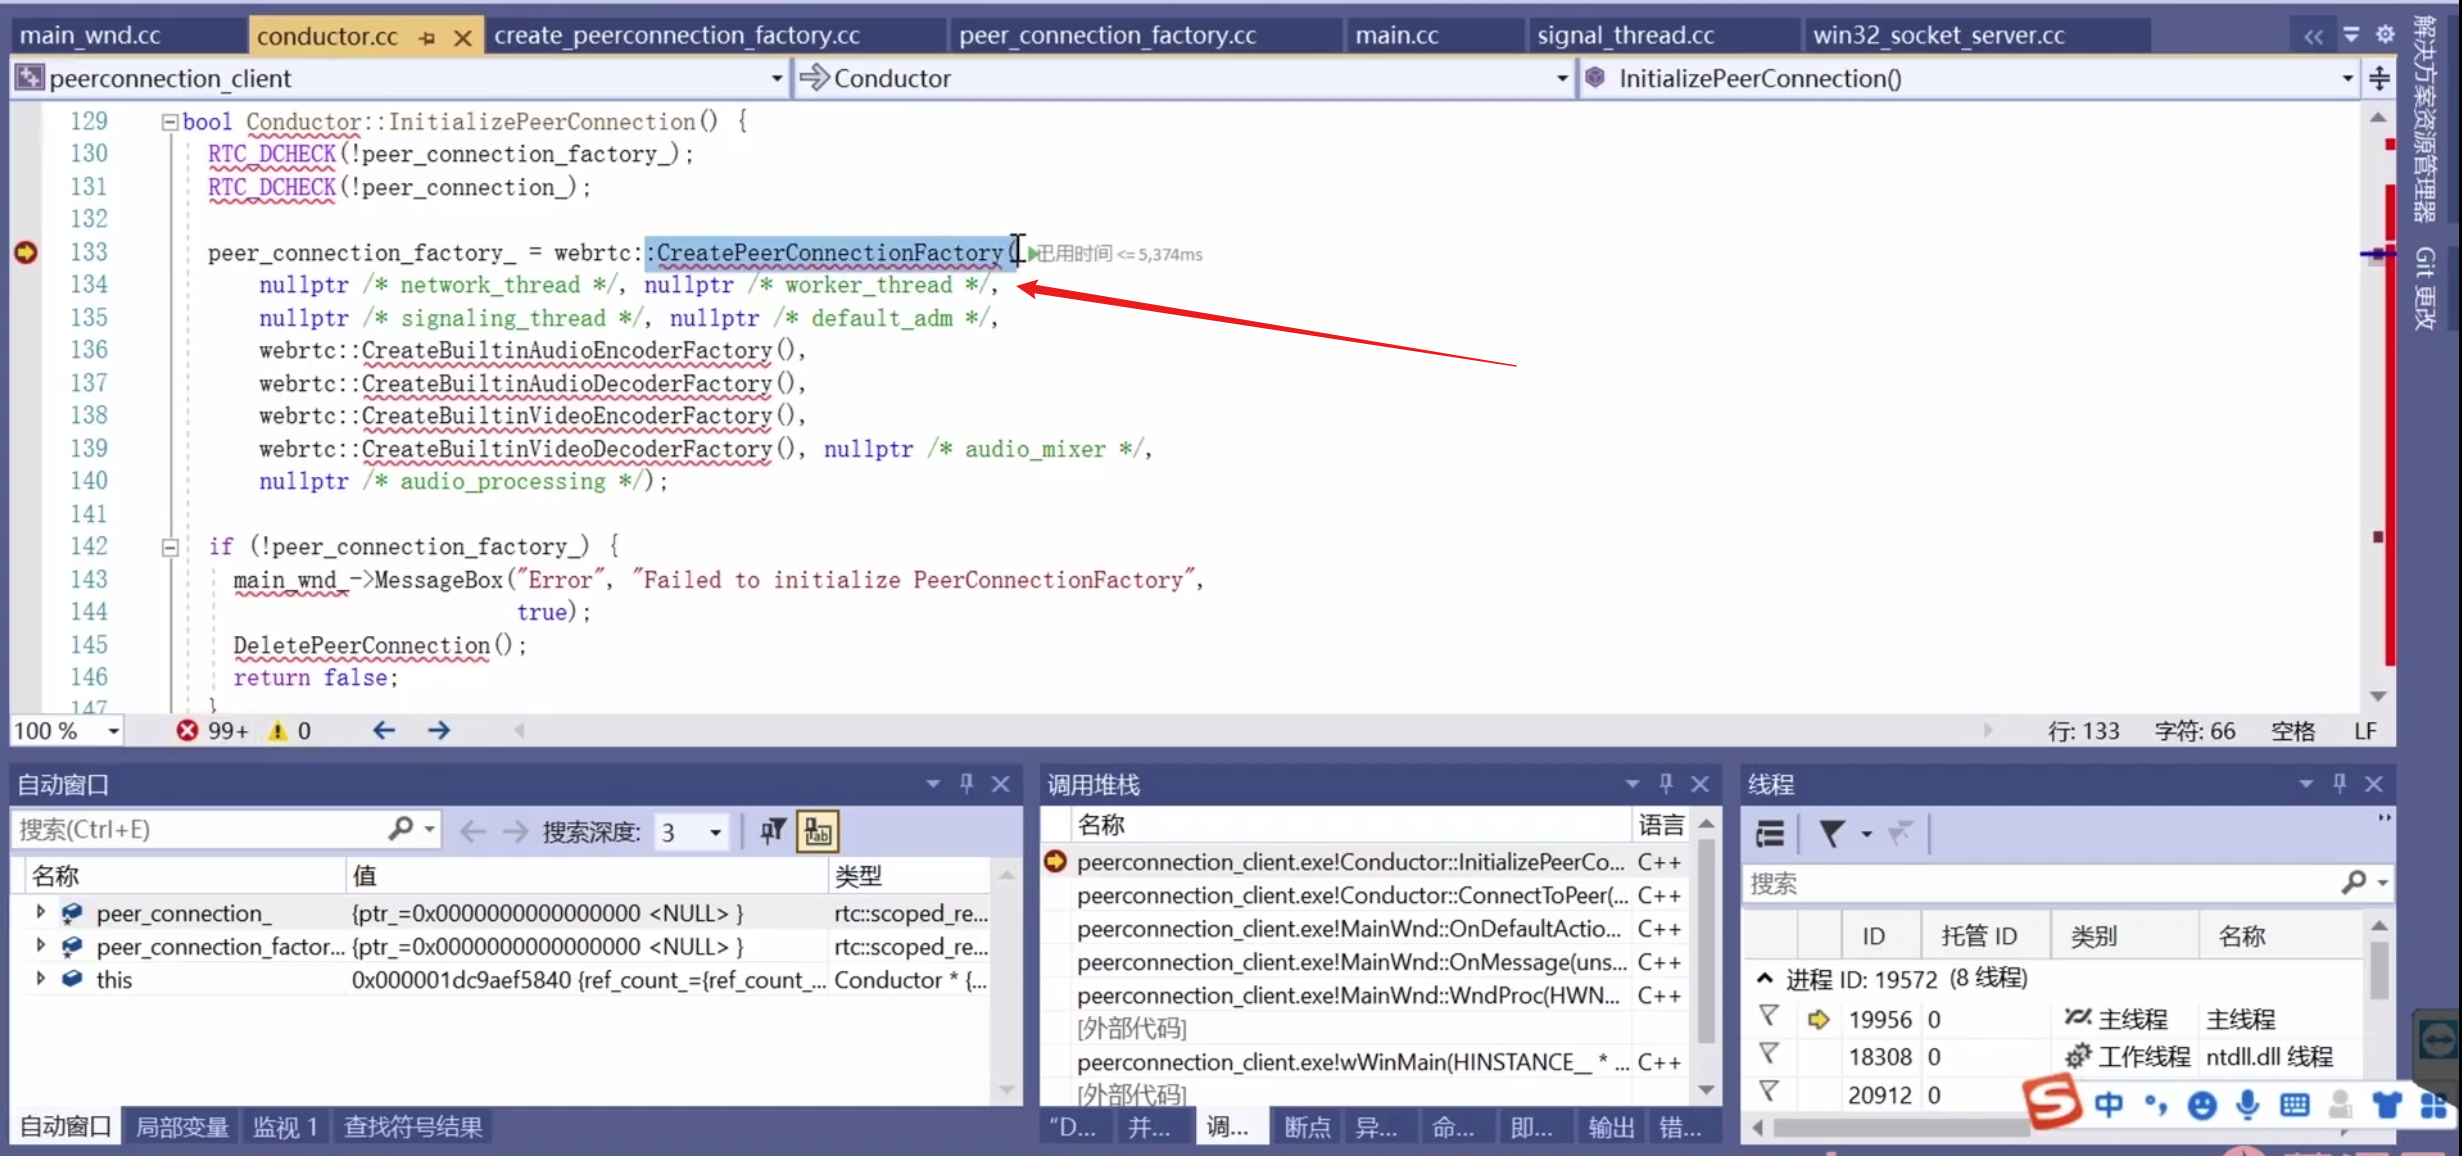 main_wnd.cc conductor.cc create_peerconnection_factory.cc peer_connection_factory.cc main.cc signal_thread.cc win32_socket_server.cc
peerconnection_client Conductor InitializePeerConnection()
129 bool Conductor::InitializePeerConnection() {
130 RTC_DCHECK(!peer_connection_factory_);
131 RTC_DCHECK(!peer_connection_);
132
133 peer_connection_factory_ = webrtc::CreatePeerConnectionFactory( 已用时间 <= 5,374ms
134 nullptr /* network_thread */, nullptr /* worker_thread */,
135 nullptr /* signaling_thread */, nullptr /* default_adm */,
136 webrtc::CreateBuiltinAudioEncoderFactory(),
137 webrtc::CreateBuiltinAudioDecoderFactory(),
138 webrtc::CreateBuiltinVideoEncoderFactory(),
139 webrtc::CreateBuiltinVideoDecoderFactory(), nullptr /* audio_mixer */,
140 nullptr /* audio_processing */);
141
142 if (!peer_connection_factory_) {
143 main_wnd_->MessageBox("Error", "Failed to initialize PeerConnectionFactory",
144 true);
145 DeletePeerConnection();
146 return false;
147 }
100 % 99+ 0 行: 133 字符: 66 空格 LF
解决方案资源管理器
Git 更改
自动窗口
搜索(Ctrl+E) 搜索深度: 3
名称 值 类型
peer_connection_ {ptr_=0x0000000000000000 <NULL> } rtc::scoped_re...
peer_connection_factor... {ptr_=0x0000000000000000 <NULL> } rtc::scoped_re...
this 0x000001dc9aef5840 {ref_count_={ref_count_... Conductor * {...
自动窗口 局部变量 监视 1 查找符号结果
调用堆栈
名称 语言
peerconnection_client.exe!Conductor::InitializePeerCo... C++
peerconnection_client.exe!Conductor::ConnectToPeer(... C++
peerconnection_client.exe!MainWnd::OnDefaultActio... C++
peerconnection_client.exe!MainWnd::OnMessage(uns... C++
peerconnection_client.exe!MainWnd::WndProc(HWN... C++
[外部代码]
peerconnection_client.exe!wWinMain(HINSTANCE__ * ... C++
[外部代码]
"D... 并... 调... 断点 异... 命... 即... 输出 错...
线程
搜索
ID 托管 ID 类别 名称
进程 ID: 19572 (8 线程)
19956 0 主线程 主线程
18308 0 工作线程 ntdll.dll 线程
20912 0
中